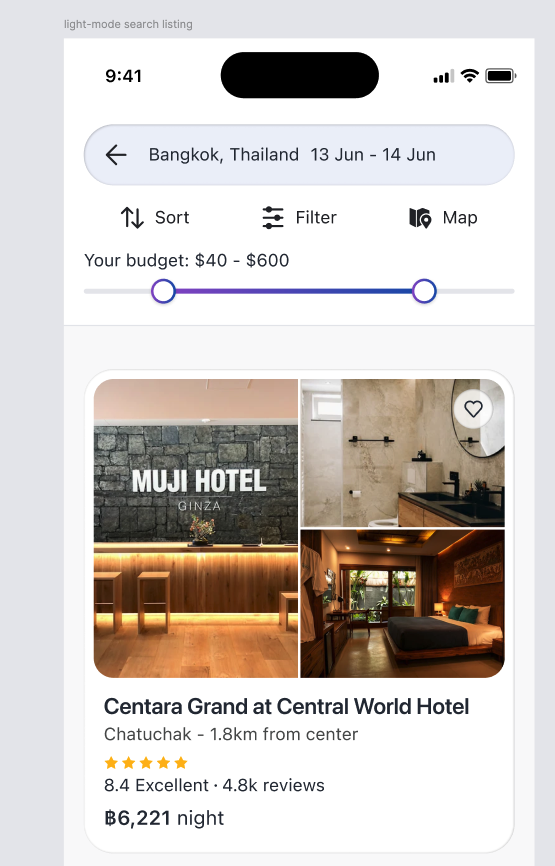 light-mode search listing
9:41
Bangkok, Thailand 13 Jun - 14 Jun
Sort Filter Map
Your budget: $40 - $600
MUJI HOTEL
GINZA
Centara Grand at Central World Hotel
Chatuchak - 1.8km from center
8.4 Excellent · 4.8k reviews
฿6,221 night